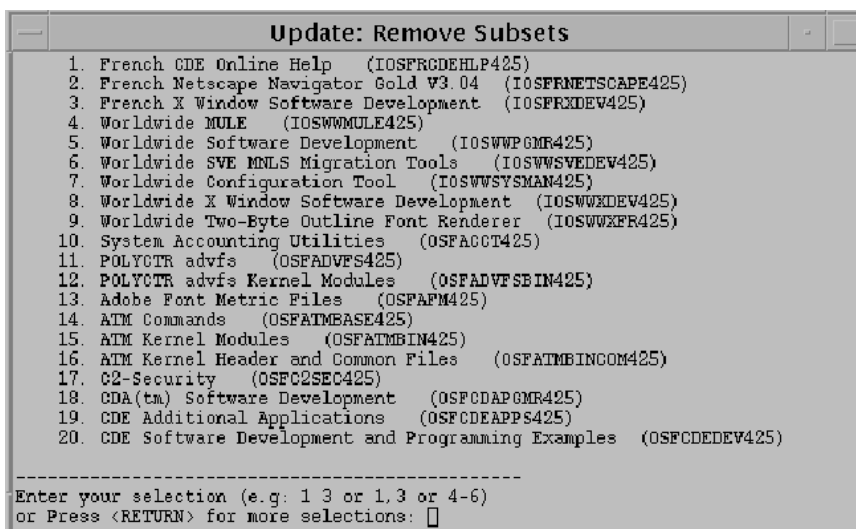 Update: Remove Subsets
1. French CDE Online Help (IOSFRCDEHLP425)
2. French Netscape Navigator Gold V3.04 (IOSFRNETSCAPE425)
3. French X Window Software Development (IOSFRXDEV425)
4. Worldwide MULE (IOSWWMULE425)
5. Worldwide Software Development (IOSWWPGMR425)
6. Worldwide SVE MNLS Migration Tools (IOSWWSVEDEV425)
7. Worldwide Configuration Tool (IOSWWSYSMAN425)
8. Worldwide X Window Software Development (IOSWWXDEV425)
9. Worldwide Two-Byte Outline Font Renderer (IOSWWXFR425)
10. System Accounting Utilities (OSFACCT425)
11. POLYCTR advfs (OSFADVFS425)
12. POLYCTR advfs Kernel Modules (OSFADVFSBIN425)
13. Adobe Font Metric Files (OSFAFM425)
14. ATM Commands (OSFATMBASE425)
15. ATM Kernel Modules (OSFATMBIN425)
16. ATM Kernel Header and Common Files (OSFATMBINCOM425)
17. C2-Security (OSFC2SEC425)
18. CDA(tm) Software Development (OSFCDAPGMR425)
19. CDE Additional Applications (OSFCDEAPPS425)
20. CDE Software Development and Programming Examples (OSFCDEDEV425)
--------------------------------------------------
Enter your selection (e.g: 1 3 or 1,3 or 4-6)
or Press <RETURN> for more selections: